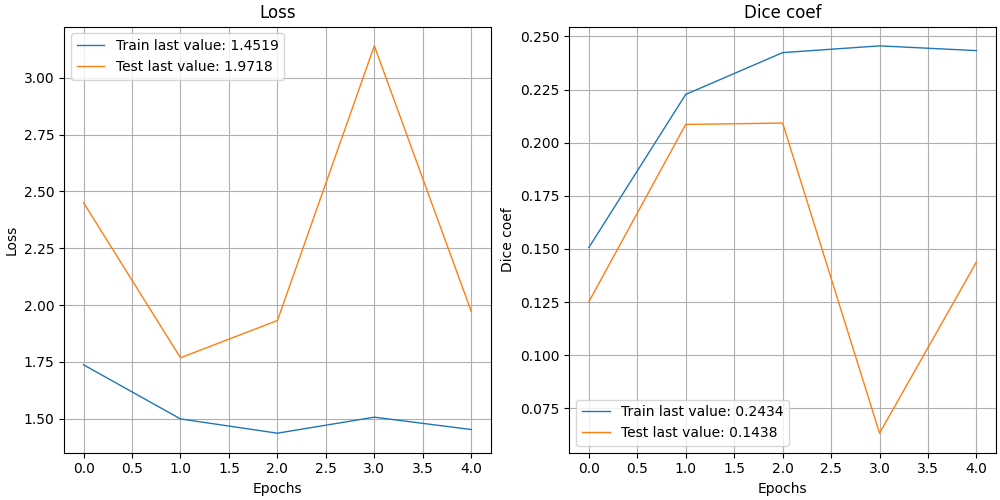 Loss
Train last value: 1.4519
Test last value: 1.9718
3.00
2.75
2.50
2.25
2.00
1.75
1.50
Loss
0.0 0.5 1.0 1.5 2.0 2.5 3.0 3.5 4.0
Epochs
Dice coef
0.250
0.225
0.200
0.175
0.150
0.125
0.100
0.075
Dice coef
Train last value: 0.2434
Test last value: 0.1438
0.0 0.5 1.0 1.5 2.0 2.5 3.0 3.5 4.0
Epochs